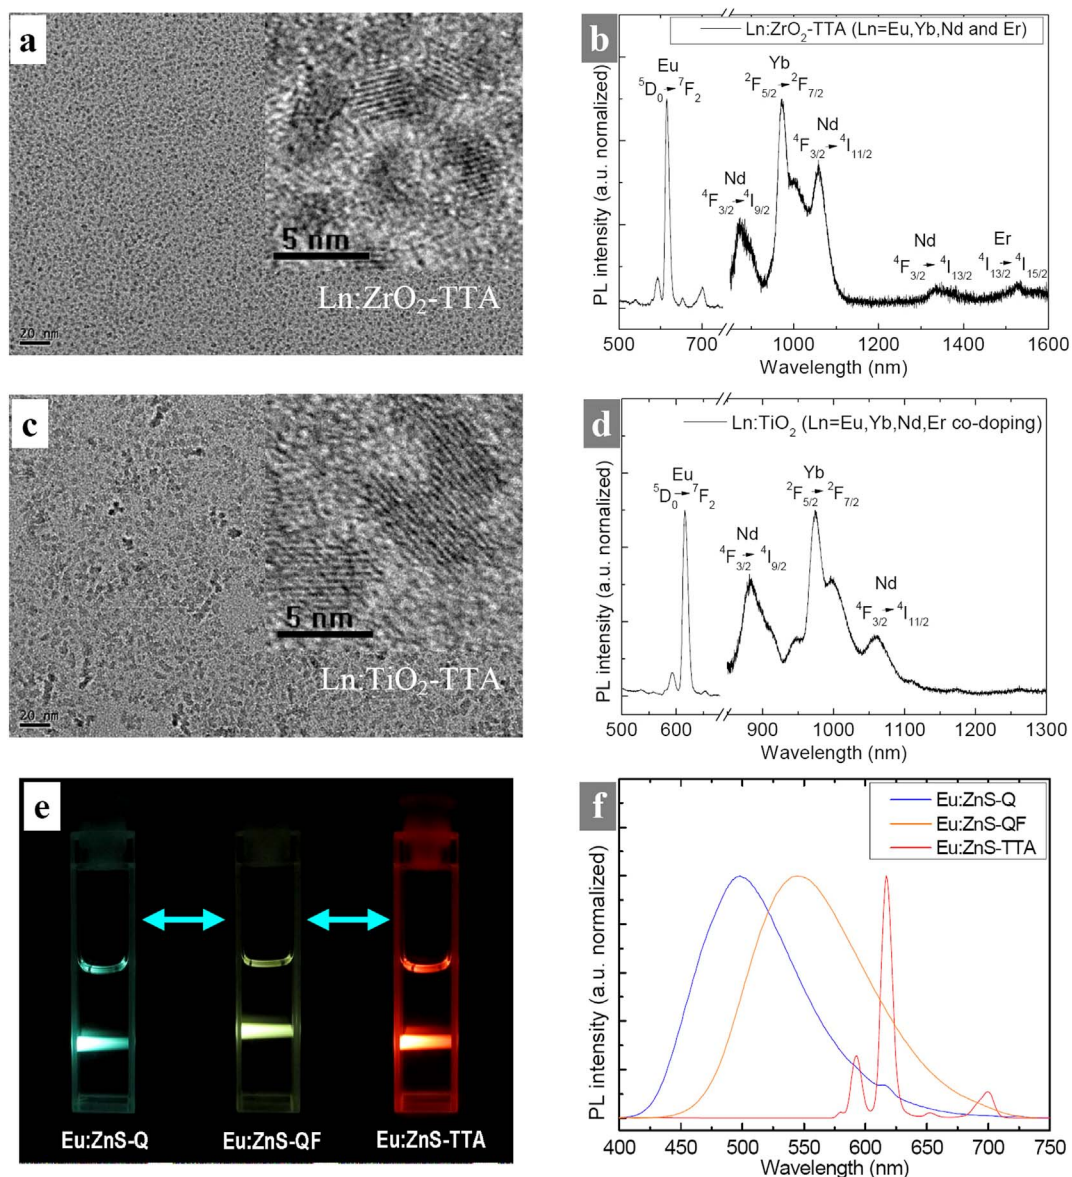 a
5 nm
Ln:ZrO₂-TTA
20 nm
b
Ln:ZrO₂-TTA (Ln=Eu,Yb,Nd and Er)
Eu
⁵D₀→⁷F₂
Yb
²F₅/₂→²F₇/₂
Nd
⁴F₃/₂→⁴I₁₁/₂
Nd
⁴F₃/₂→⁴I₉/₂
Nd
⁴F₃/₂→⁴I₁₃/₂
Er
⁴I₁₃/₂→⁴I₁₅/₂
PL intensity (a.u. nornalized)
500 600 700 1000 1200 1400 1600
Wavelength (nm)
c
5 nm
Ln:TiO₂-TTA
20 nm
d
Ln:TiO₂ (Ln=Eu,Yb,Nd,Er co-doping)
Eu
⁵D₀→⁷F₂
Yb
²F₅/₂→²F₇/₂
Nd
⁴F₃/₂→⁴I₉/₂
Nd
⁴F₃/₂→⁴I₁₁/₂
PL intensity (a.u. nornalized)
500 600 900 1000 1100 1200 1300
Wavelength (nm)
e
Eu:ZnS-Q Eu:ZnS-QF Eu:ZnS-TTA
f
Eu:ZnS-Q
Eu:ZnS-QF
Eu:ZnS-TTA
PL intensity (a.u. normalized)
400 450 500 550 600 650 700 750
Wavelength (nm)